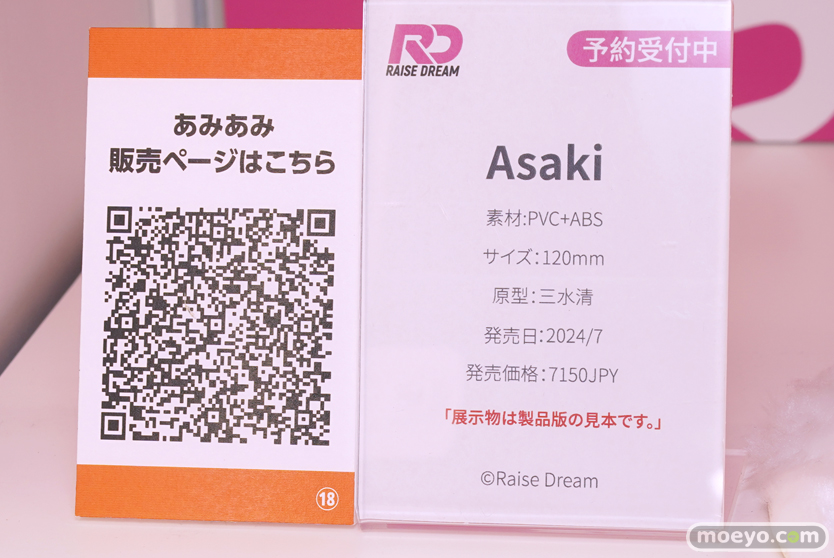 あみあみ
販売ページはこちら
⑱
RD
RAISE DREAM
予約受付中
Asaki
素材:PVC+ABS
サイズ:120mm
原型:三水清
発売日:2024/7
発売価格:7150JPY
「展示物は製品版の見本です。」
©Raise Dream
moeyo.com